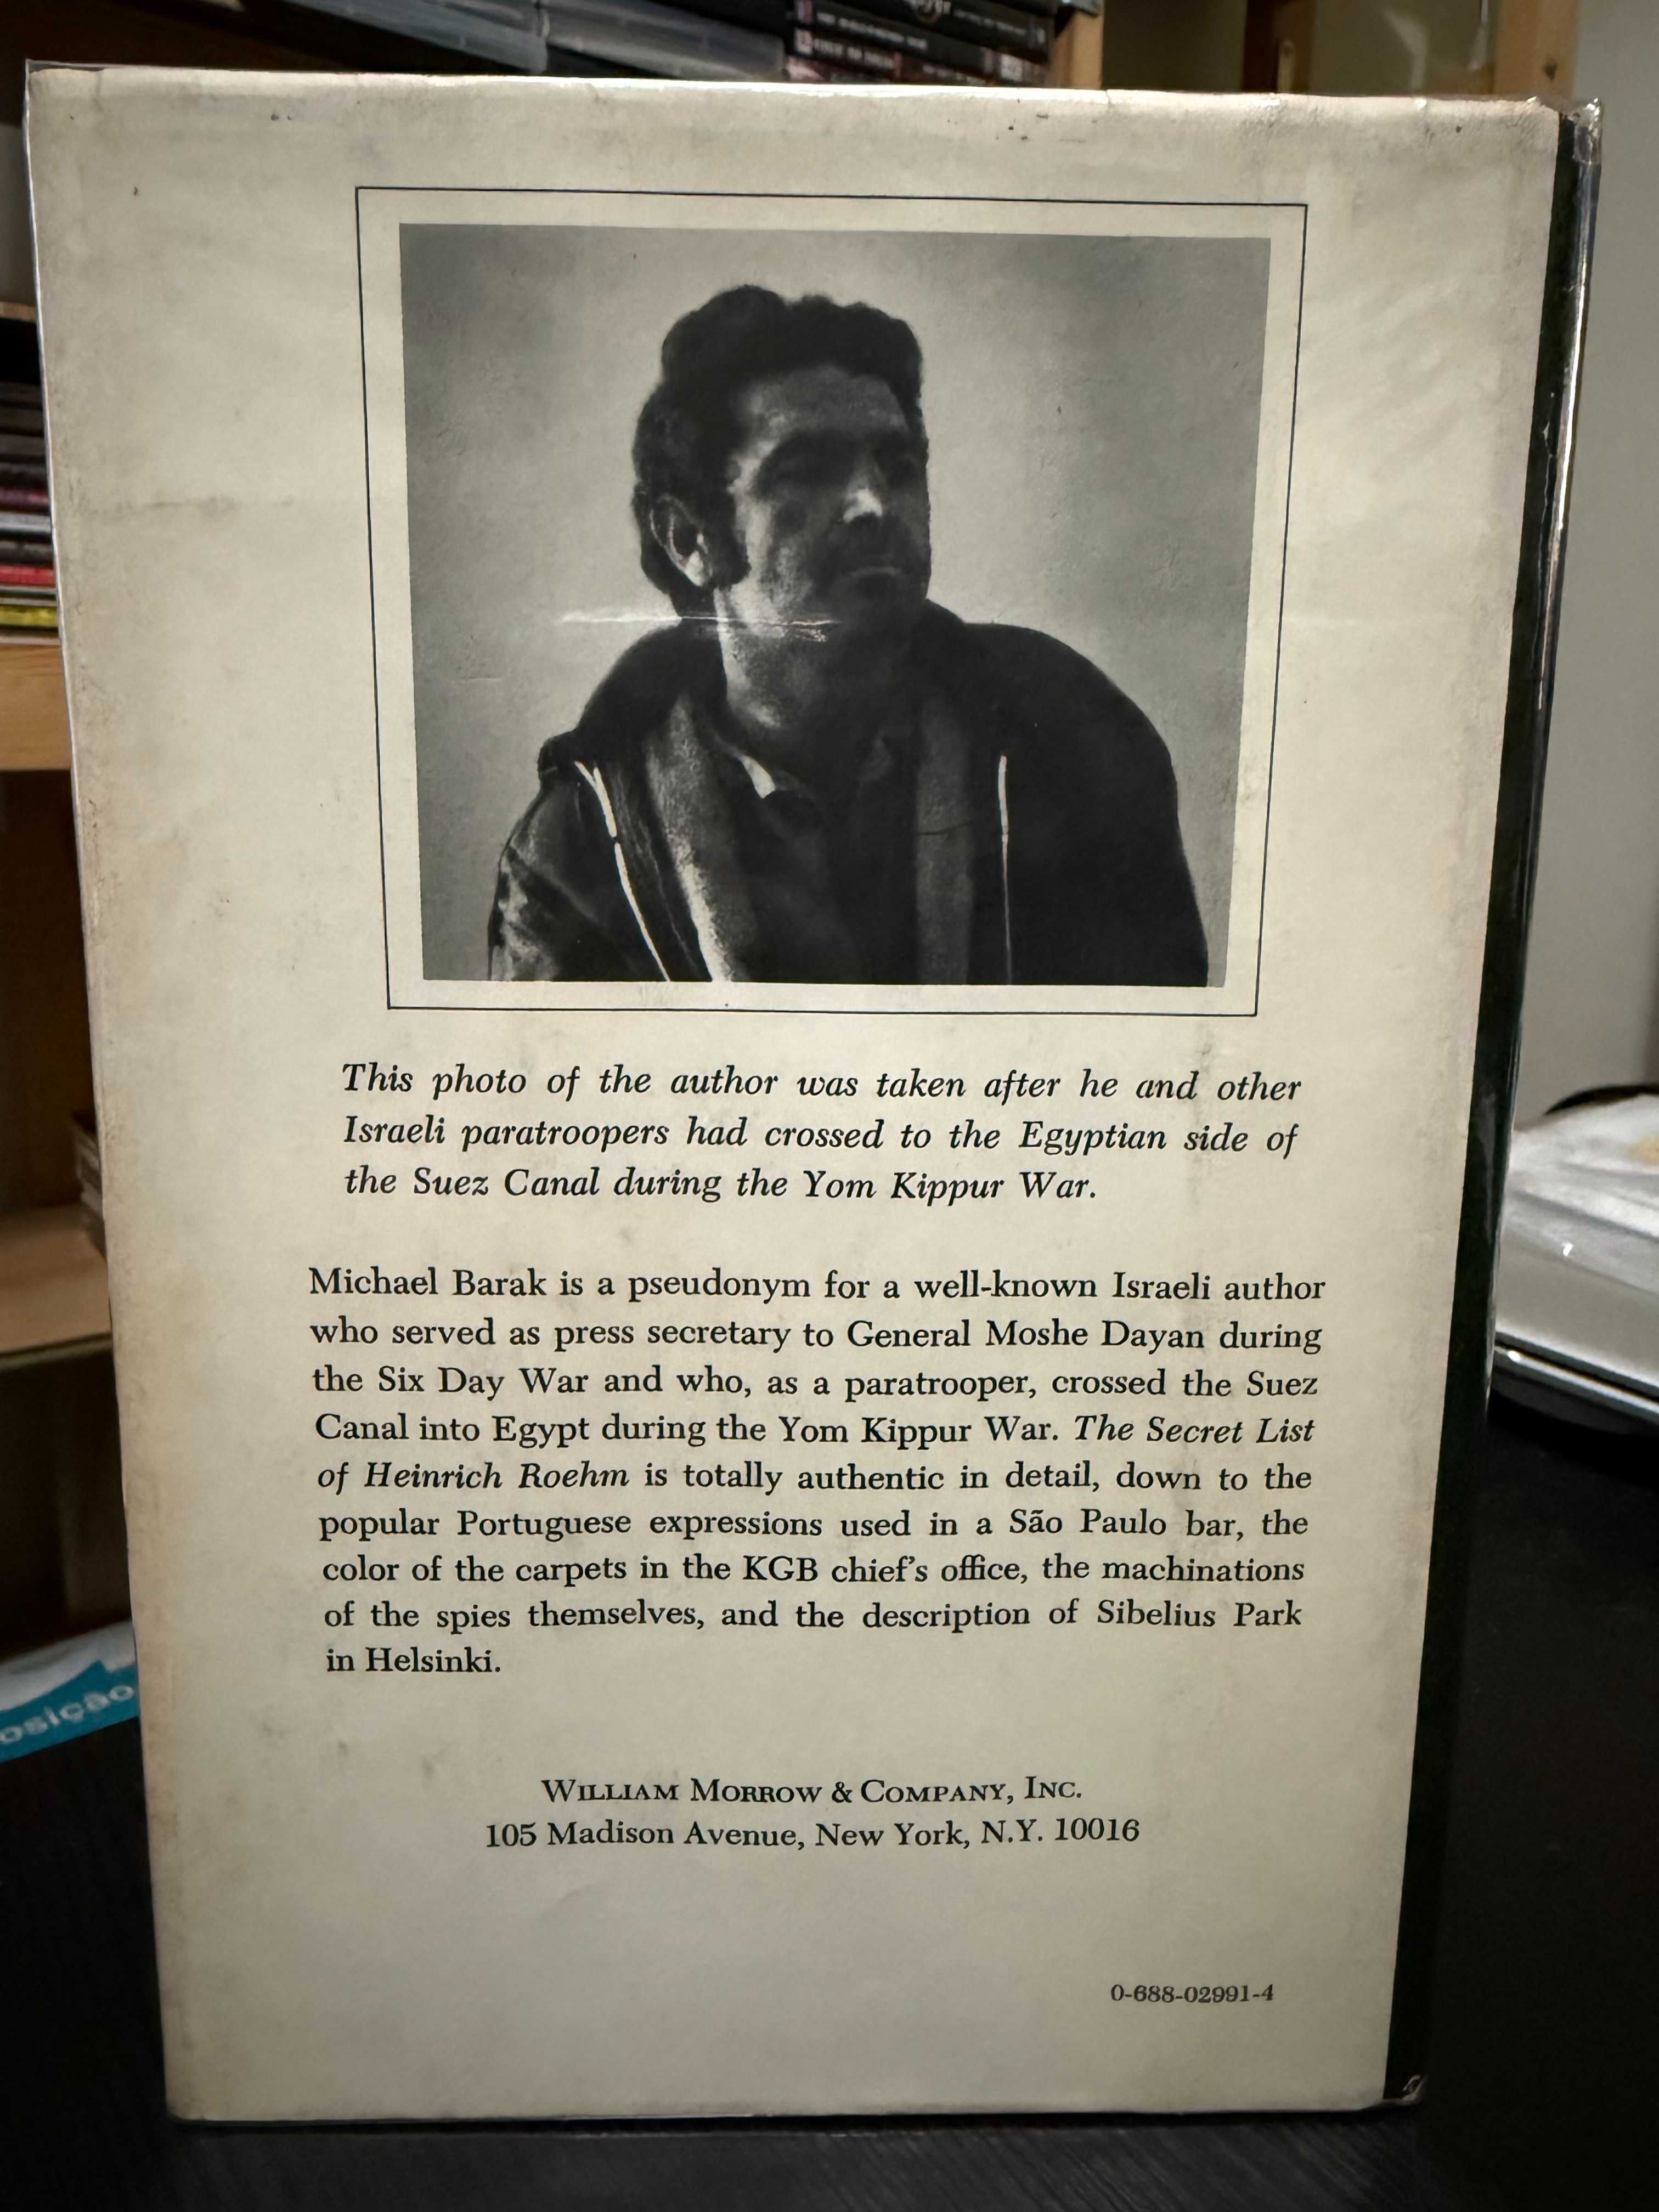 This photo of the author was taken after he and other
Israeli paratroopers had crossed to the Egyptian side of
the Suez Canal during the Yom Kippur War.
Michael Barak is a pseudonym for a well-known Israeli author
who served as press secretary to General Moshe Dayan during
the Six Day War and who, as a paratrooper, crossed the Suez
Canal into Egypt during the Yom Kippur War. The Secret List
of Heinrich Roehm is totally authentic in detail, down to the
popular Portuguese expressions used in a São Paulo bar, the
color of the carpets in the KGB chief's office, the machinations
of the spies themselves, and the description of Sibelius Park
in Helsinki.
osição
WILLIAM MORROW & COMPANY, INC.
105 Madison Avenue, New York, N.Y. 10016
0-688-02991-4